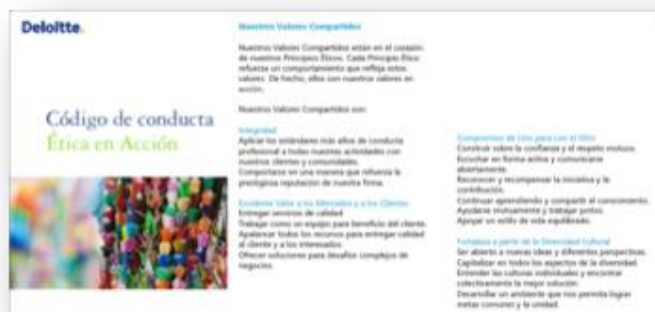 Deloitte.
Código de conducta
Ética en Acción
Nuestros Valores Compartidos
Nuestros Valores Compartidos están en el corazón
de nuestros Principios Éticos. Cada Principio Ético
refuerza un comportamiento que refleja estos
valores. De hecho, ellos son nuestros valores en
acción.
Nuestros Valores Compartidos son:
Integridad
Aplicar los estándares más altos de conducta
profesional a todas nuestras actividades con
nuestros clientes y comunidades.
Comportarse en una manera que refuerza la
prestigiosa reputación de nuestra firma.
Excelente Valor a los Mercados y a los Clientes
Entregar servicios de calidad
Trabajar como un equipo para beneficio del cliente.
Apalancar todos los recursos para entregar calidad
al cliente y a los interesados.
Ofrecer soluciones para desafíos complejos de
negocios.
Compromiso de Uno para con el Otro
Construir sobre la confianza y el respeto mutuos.
Escuchar en forma activa y comunicarse
abiertamente.
Reconocer y recompensar la iniciativa y la
contribución.
Continuar aprendiendo y compartir el conocimiento.
Ayudarse mutuamente y trabajar juntos.
Apoyar un estilo de vida equilibrado.
Fortaleza a partir de la Diversidad Cultural
Ser abierto a nuevas ideas y diferentes perspectivas.
Capitalizar en todos los aspectos de la diversidad.
Entender las culturas individuales y encontrar
colectivamente la mejor solución.
Desarrollar un ambiente que nos permita lograr
metas comunes y la unidad.